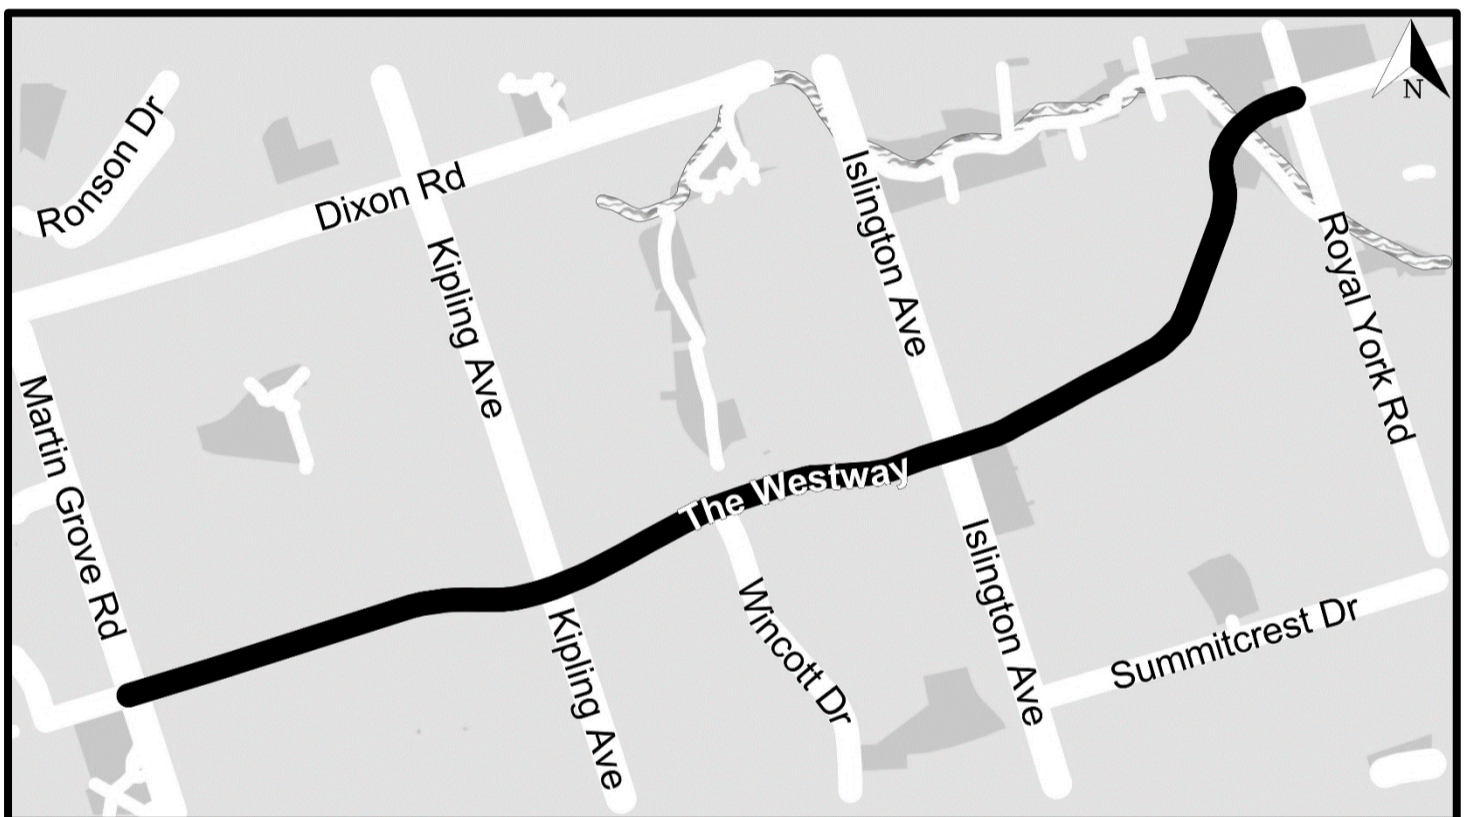 N
Ronson Dr
Dixon Rd
Kipling Ave
Islington Ave
Royal York Rd
Martin Grove Rd
The Westway
Islington Ave
Wincott Dr
Kipling Ave
Summitcrest Dr